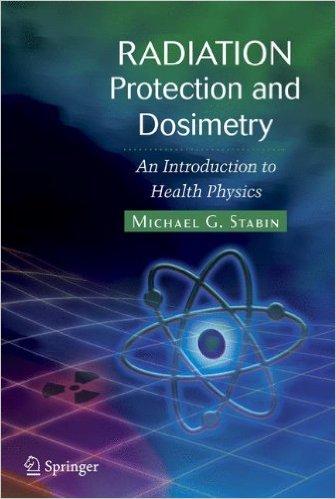 RADIATION
Protection and
Dosimetry
An Introduction to
Health Physics
MICHAEL G. STABIN
Springer